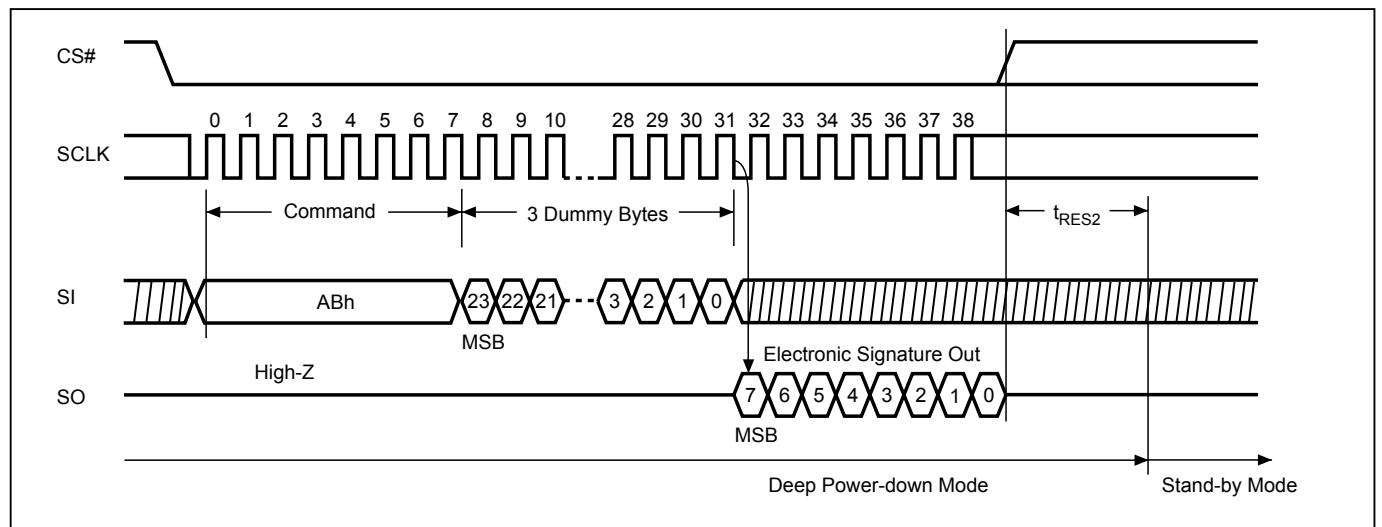 CS#
0 1 2 3 4 5 6 7 8 9 10 28 29 30 31 32 33 34 35 36 37 38
SCLK
Command 3 Dummy Bytes tRES2
SI ABh 23 22 21 3 2 1 0
MSB
Electronic Signature Out
High-Z
SO 7 6 5 4 3 2 1 0
MSB
Deep Power-down Mode Stand-by Mode